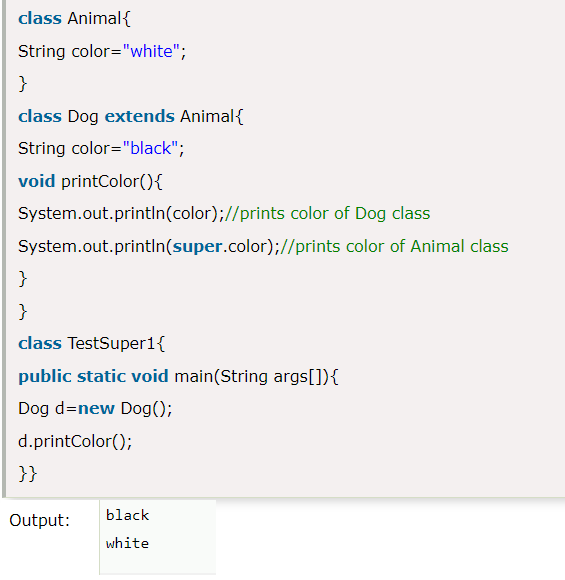 class Animal{
String color="white";
}
class Dog extends Animal{
String color="black";
void printColor(){
System.out.println(color);//prints color of Dog class
System.out.println(super.color);//prints color of Animal class
}
}
class TestSuper1{
public static void main(String args[]){
Dog d=new Dog();
d.printColor();
}}
Output:
black
white